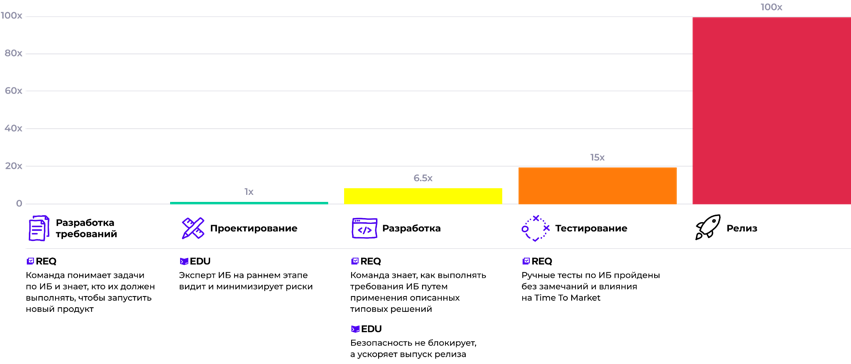 100x
100x
80x
60x
40x
20x
15x
6.5x
1x
0
Разработка
требований
Проектирование
Разработка
Тестирование
Релиз
REQ
Команда понимает задачи
по ИБ и знает, кто их должен
выполнять, чтобы запустить
новый продукт
EDU
Эксперт ИБ на раннем этапе
видит и минимизирует риски
REQ
Команда знает, как выполнять
требования ИБ путем
применения описанных
типовых решений
EDU
Безопасность не блокирует,
а ускоряет выпуск релиза
REQ
Ручные тесты по ИБ пройдены
без замечаний и влияния
на Time To Market